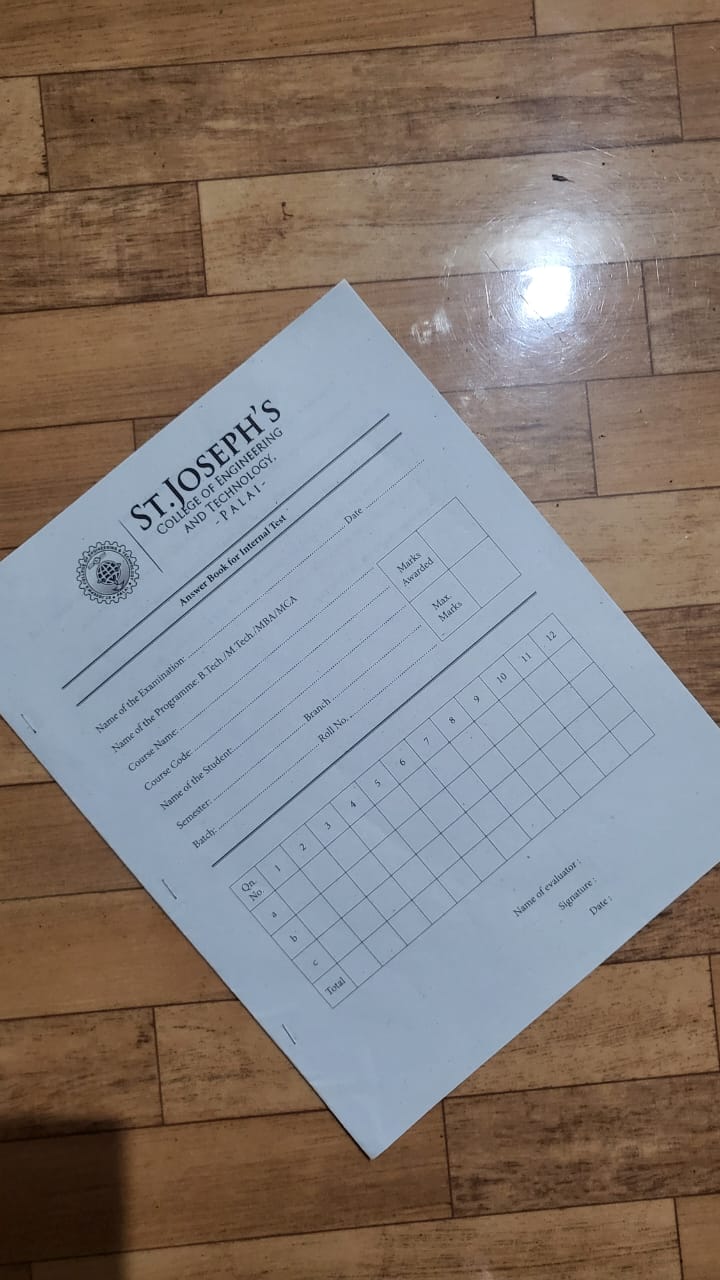 ST.JOSEPH'S
COLLEGE OF ENGINEERING
AND TECHNOLOGY,
- P A L A I -
Answer Book for Internal Test
Name of the Examination: ........ Date ........
Name of the Programme: B.Tech./M.Tech./MBA/MCA
Course Name: ........
Course Code: ........
Name of the Student: ........
Semester: ........ Branch ........
Batch: ........ Roll No. ........
Marks Awarded
Max. Marks
Qn. No. 1 2 3 4 5 6 7 8 9 10 11 12
a
b
c
Total
Name of evaluator :
Signature :
Date :